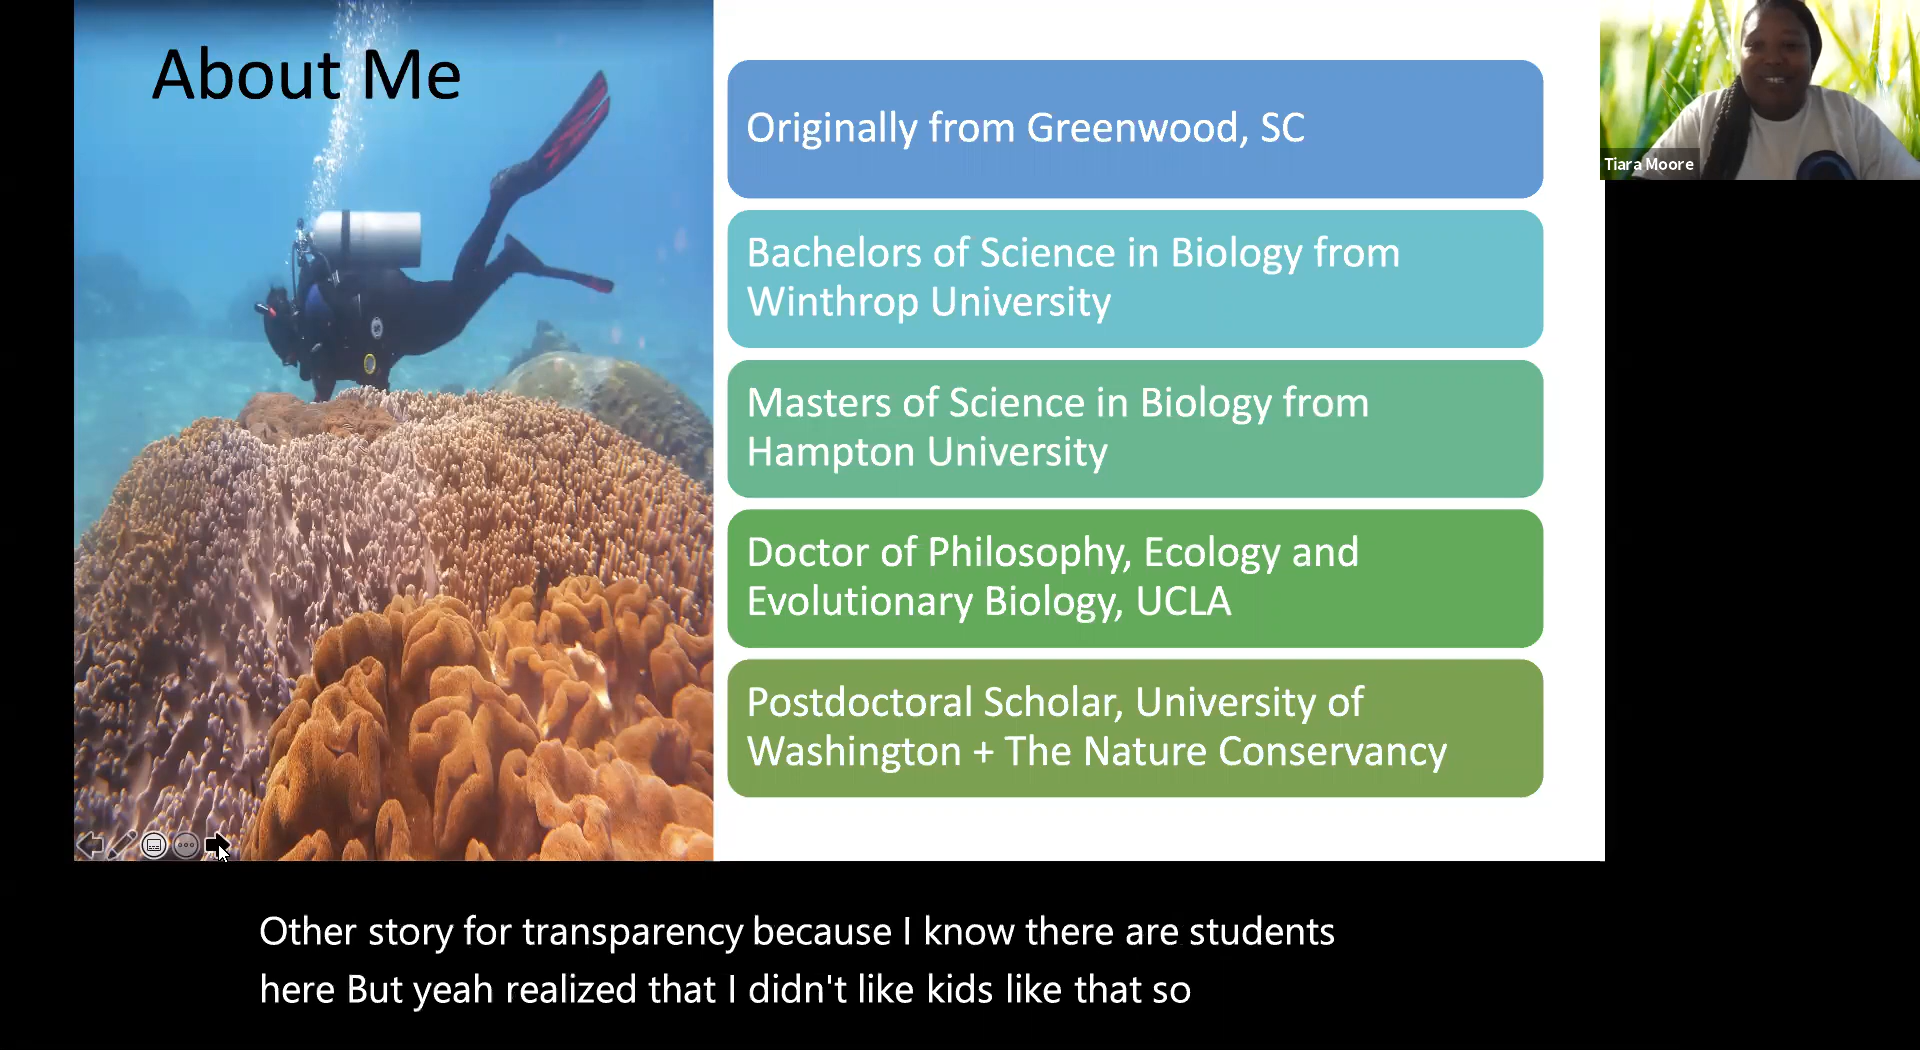 About Me
Originally from Greenwood, SC
Bachelors of Science in Biology from
Winthrop University
Masters of Science in Biology from
Hampton University
Doctor of Philosophy, Ecology and
Evolutionary Biology, UCLA
Postdoctoral Scholar, University of
Washington + The Nature Conservancy
Tiara Moore
Other story for transparency because I know there are students
here But yeah realized that I didn't like kids like that so